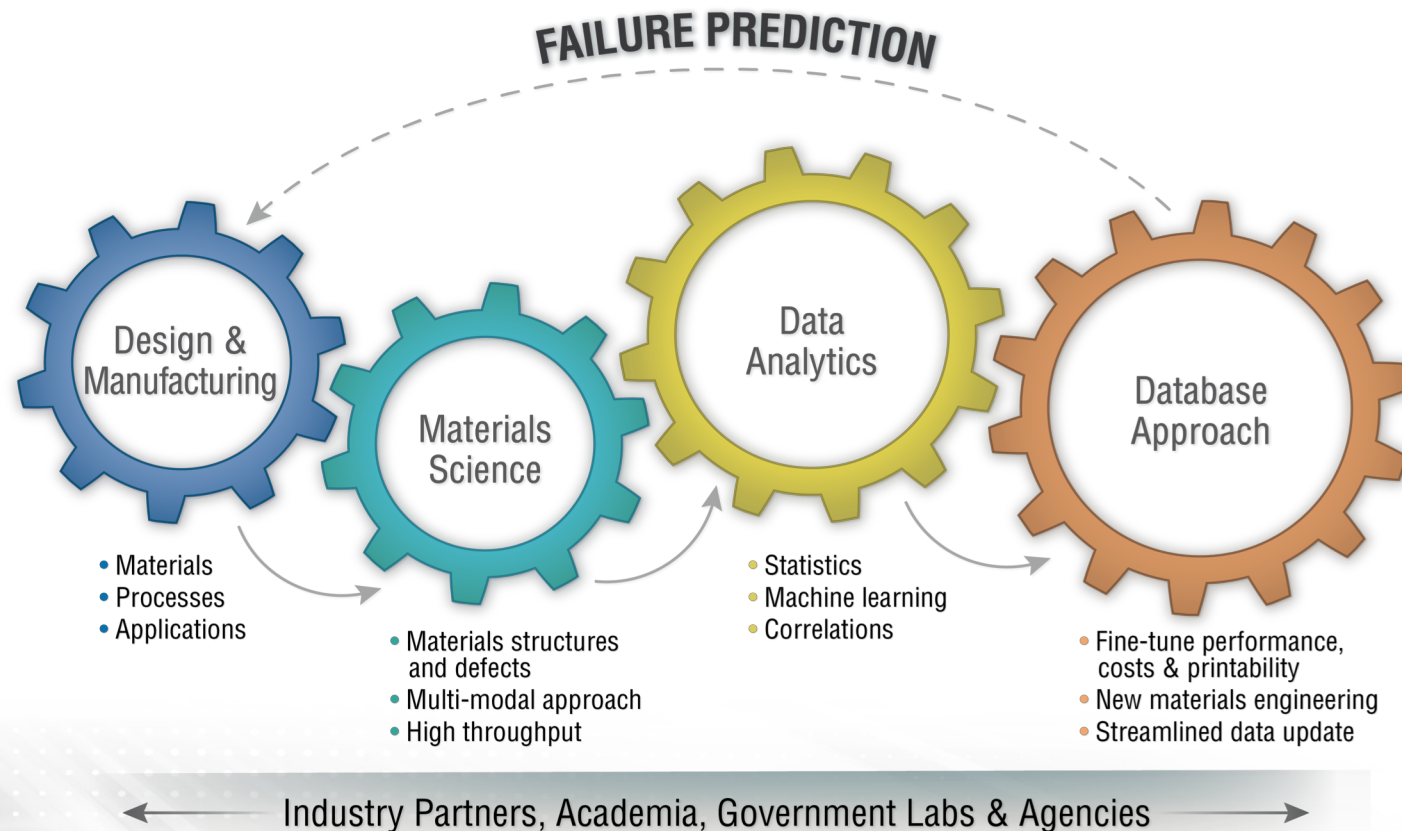 FAILURE PREDICTION
Design &
Manufacturing
• Materials
• Processes
• Applications
Materials
Science
• Materials structures
and defects
• Multi-modal approach
• High throughput
Data
Analytics
• Statistics
• Machine learning
• Correlations
Database
Approach
• Fine-tune performance,
costs & printability
• New materials engineering
• Streamlined data update
Industry Partners, Academia, Government Labs & Agencies